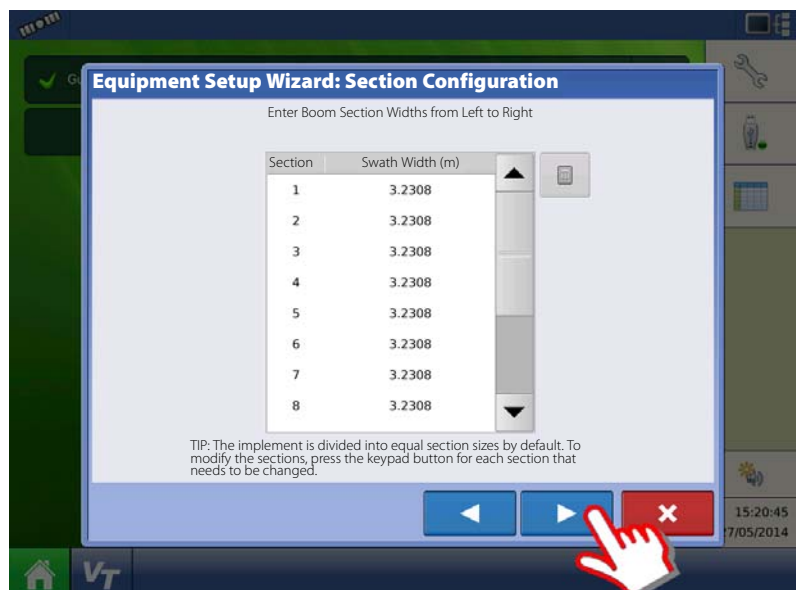 Gu
Equipment Setup Wizard: Section Configuration
Enter Boom Section Widths from Left to Right
Section Swath Width (m)
1 3.2308
2 3.2308
3 3.2308
4 3.2308
5 3.2308
6 3.2308
7 3.2308
8 3.2308
TIP: The implement is divided into equal section sizes by default. To
modify the sections, press the keypad button for each section that
needs to be changed.
15:20:45
7/05/2014
VT